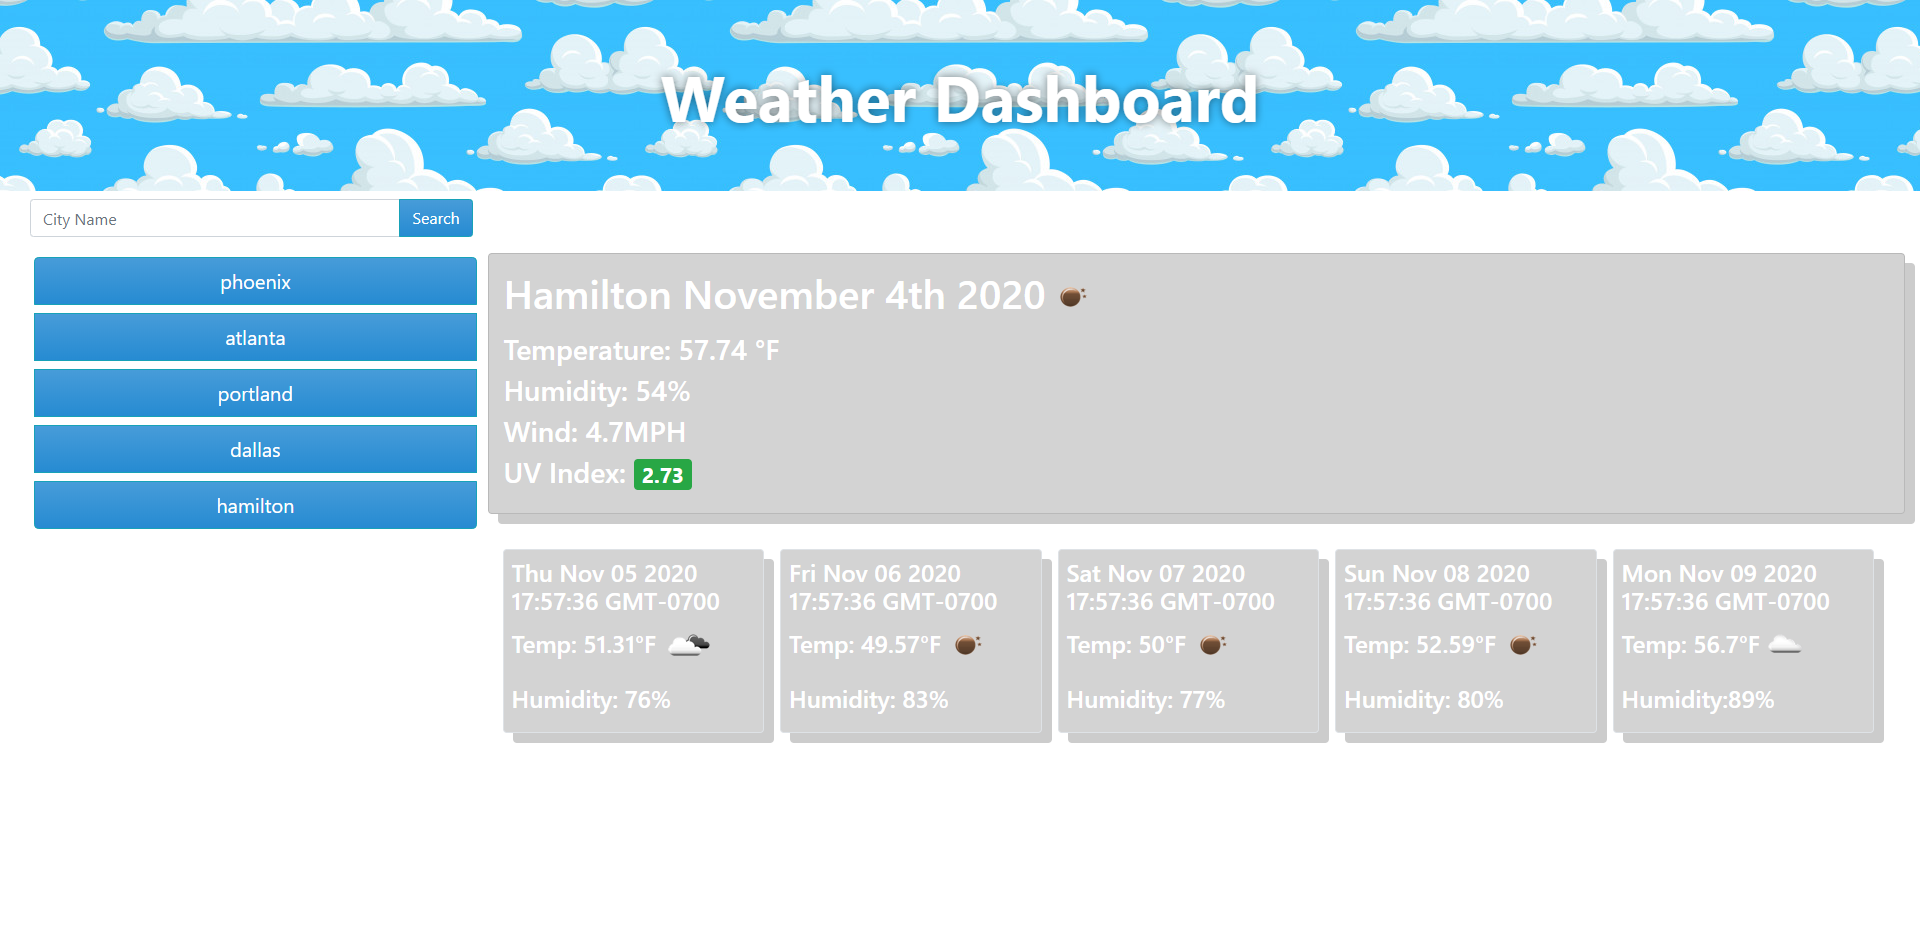 Weather Dashboard
City Name
Search
phoenix
atlanta
portland
dallas
hamilton
Hamilton November 4th 2020
Temperature: 57.74 °F
Humidity: 54%
Wind: 4.7MPH
UV Index: 2.73
Thu Nov 05 2020
17:57:36 GMT-0700
Temp: 51.31°F
Humidity: 76%
Fri Nov 06 2020
17:57:36 GMT-0700
Temp: 49.57°F
Humidity: 83%
Sat Nov 07 2020
17:57:36 GMT-0700
Temp: 50°F
Humidity: 77%
Sun Nov 08 2020
17:57:36 GMT-0700
Temp: 52.59°F
Humidity: 80%
Mon Nov 09 2020
17:57:36 GMT-0700
Temp: 56.7°F
Humidity:89%